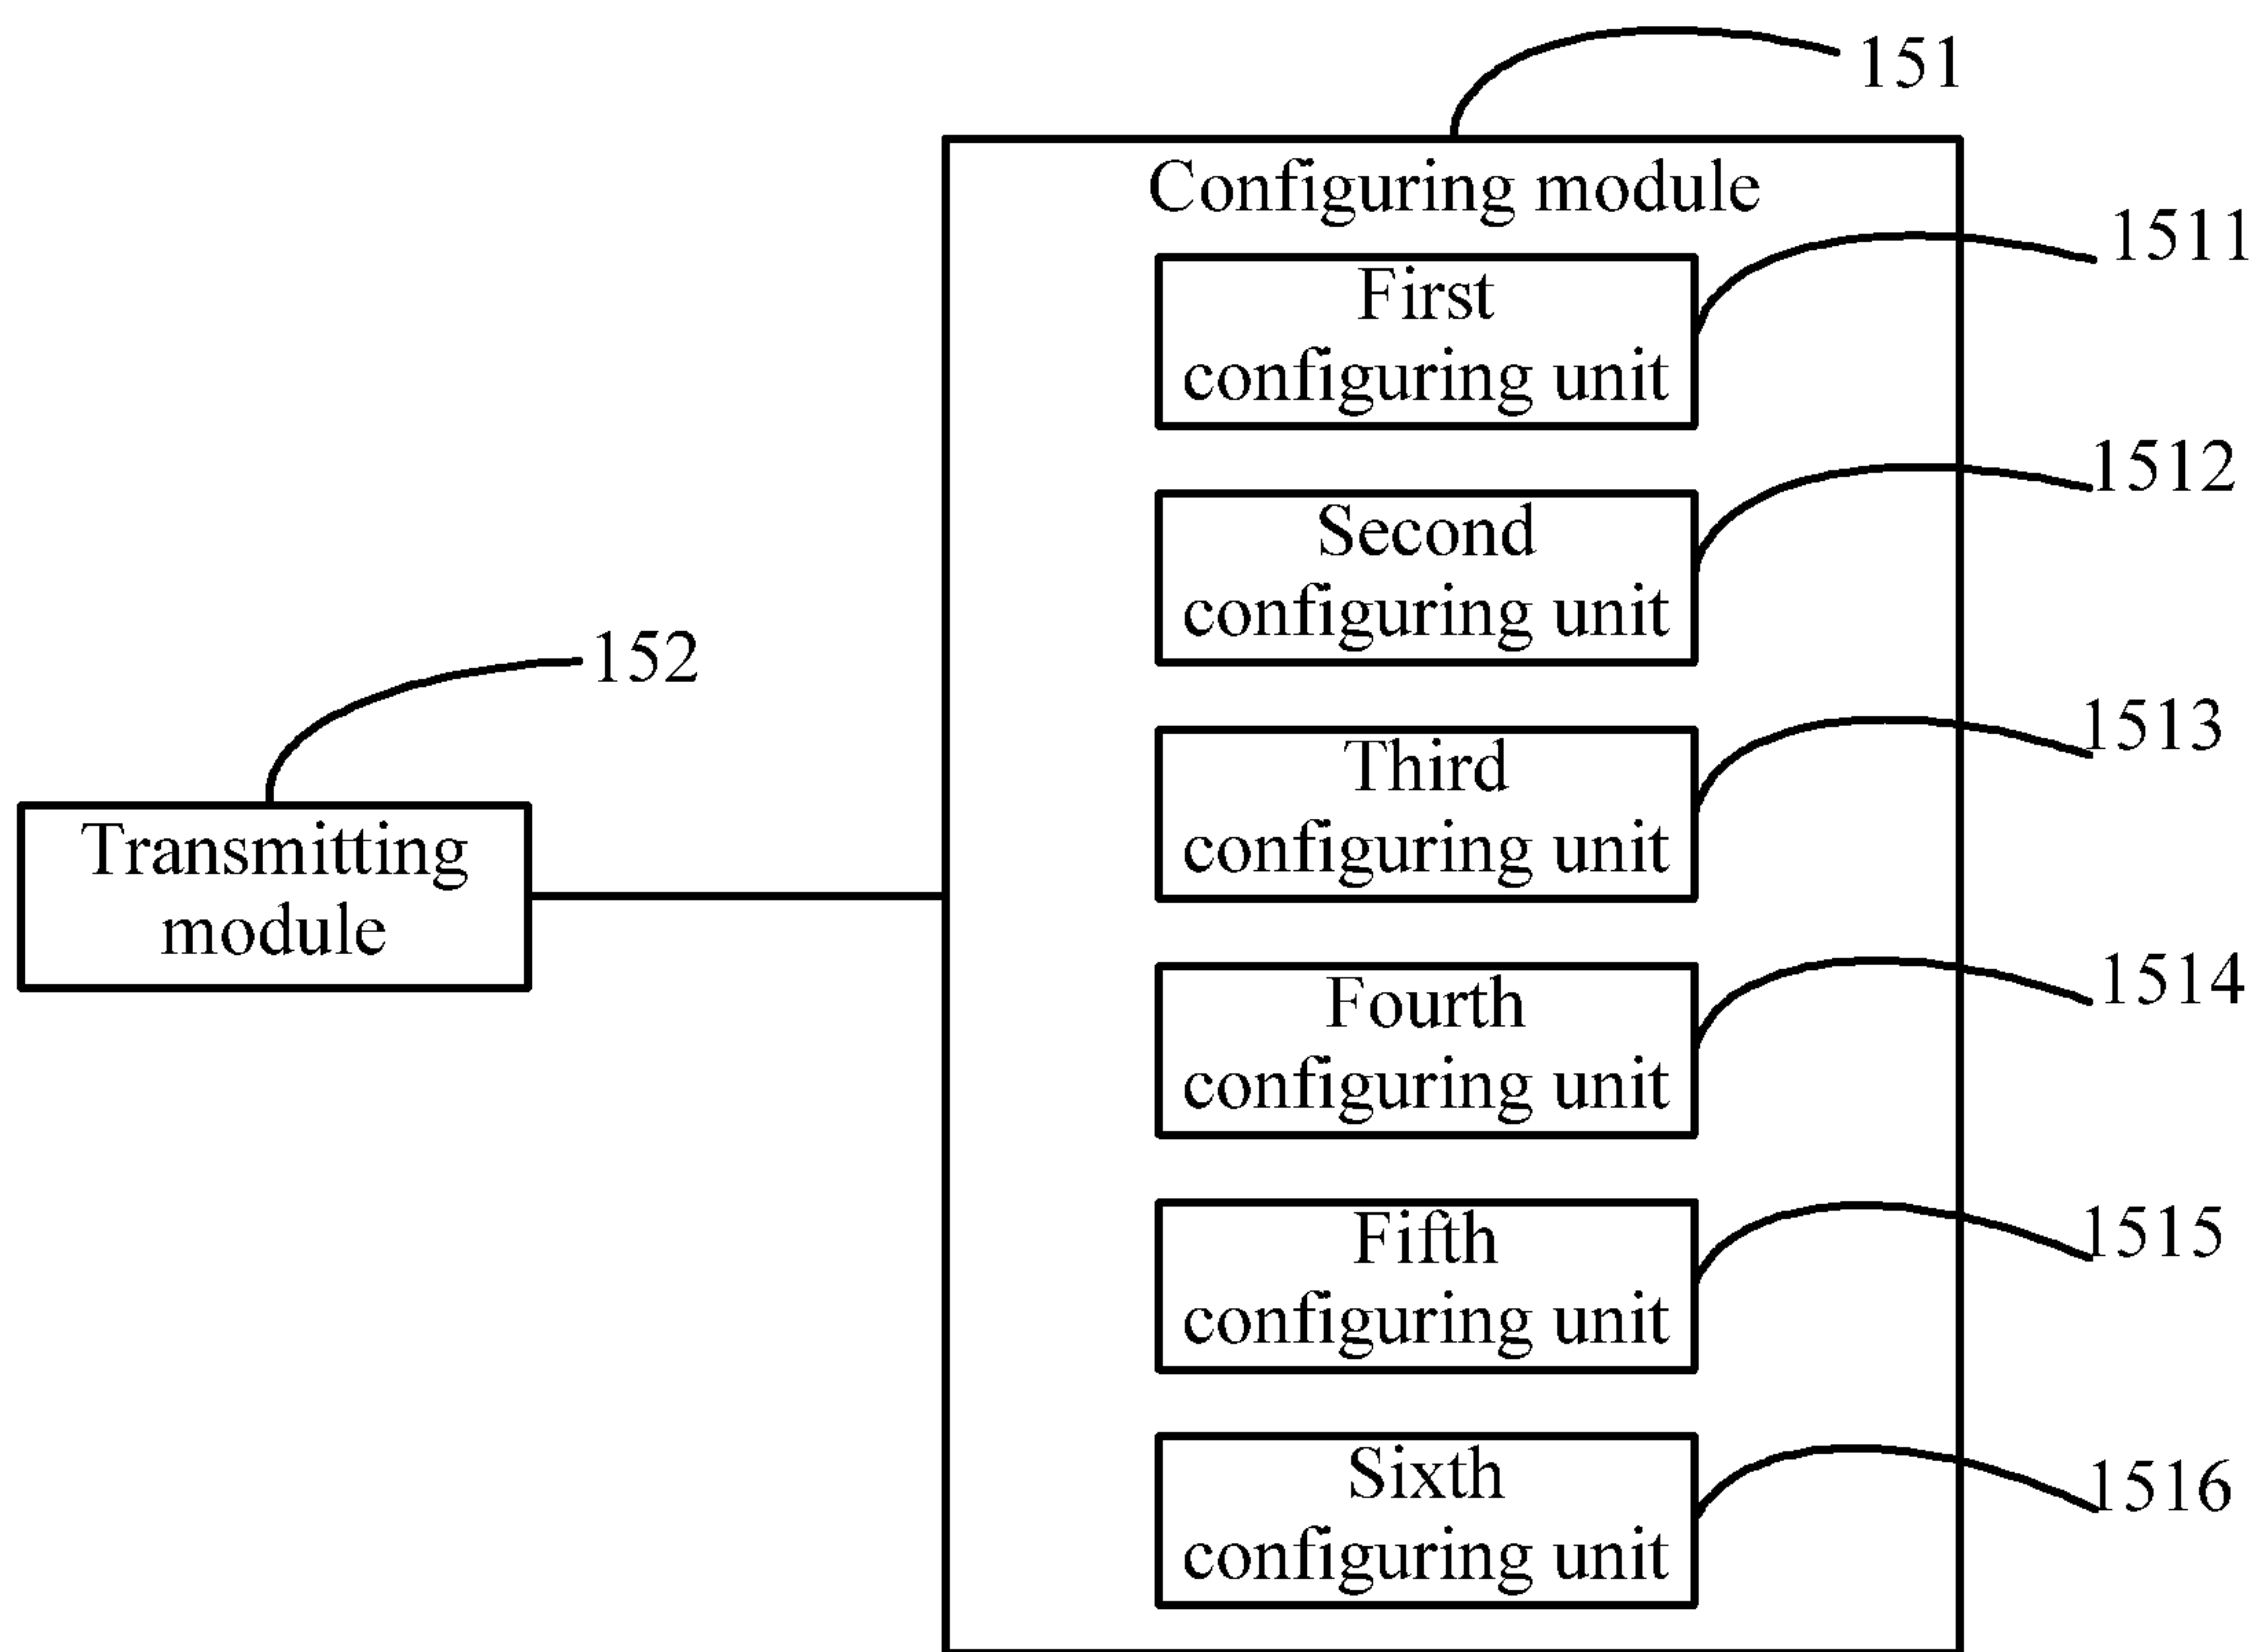 151
Configuring module
1511
First
configuring unit
1512
Second
configuring unit
152
1513
Third
configuring unit
Transmitting
module
1514
Fourth
configuring unit
1515
Fifth
configuring unit
1516
Sixth
configuring unit